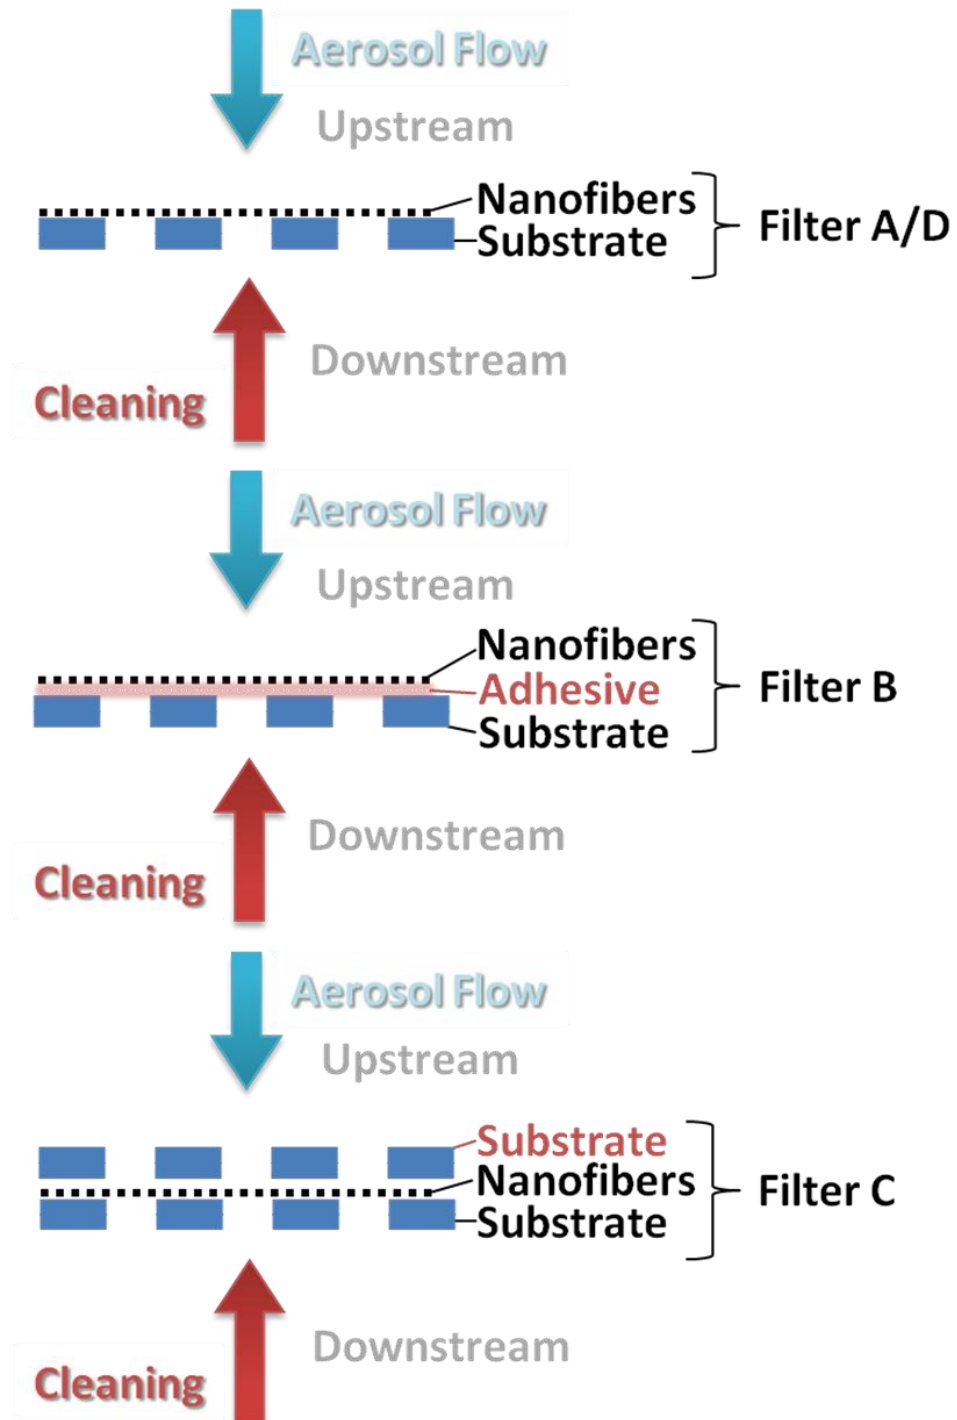 Aerosol Flow
Upstream
Nanofibers
Substrate
Filter A/D
Downstream
Cleaning
Aerosol Flow
Upstream
Nanofibers
Adhesive
Substrate
Filter B
Downstream
Cleaning
Aerosol Flow
Upstream
Substrate
Nanofibers
Substrate
Filter C
Downstream
Cleaning